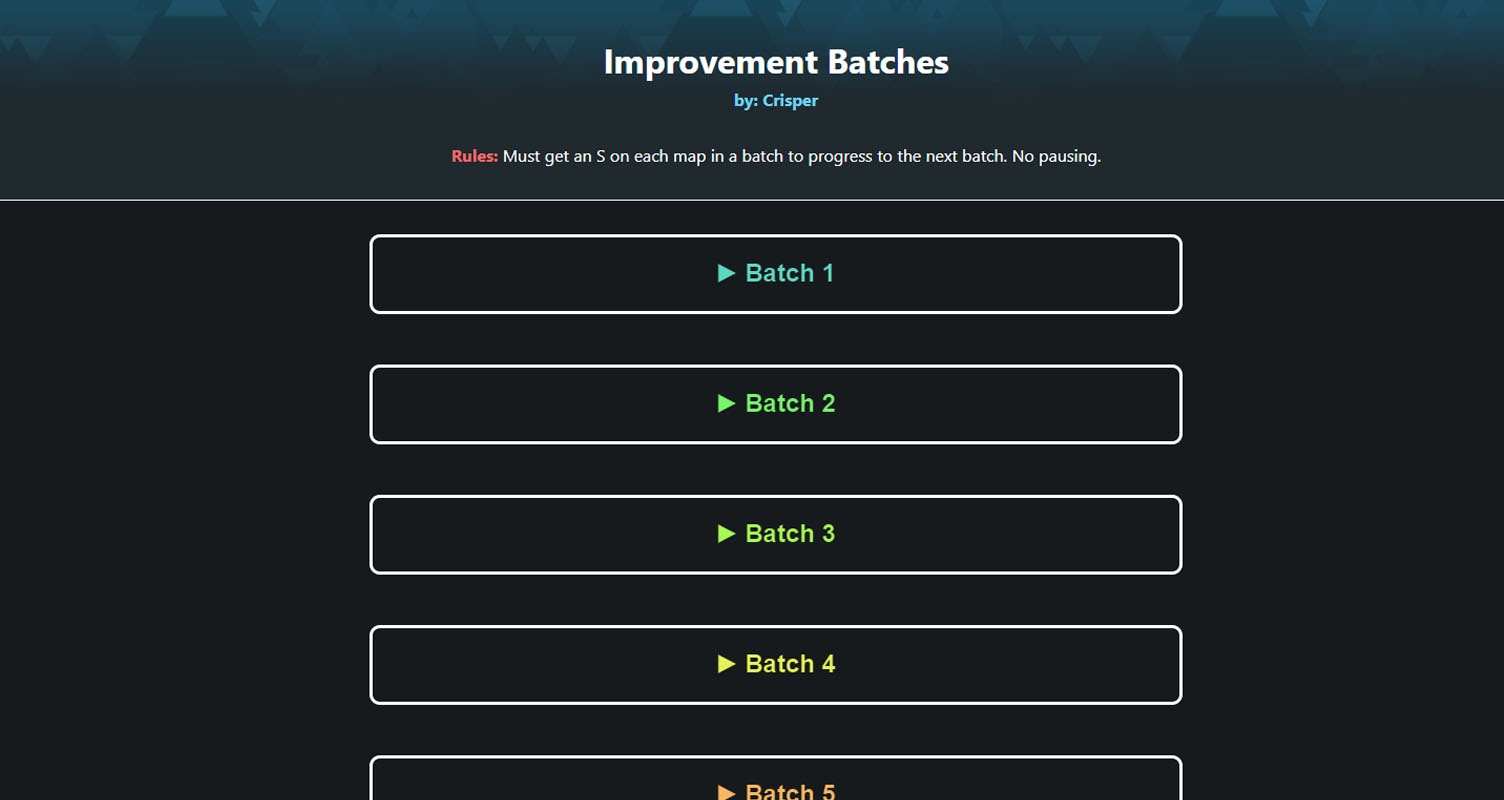 Improvement Batches
by: Crisper
Rules: Must get an S on each map in a batch to progress to the next batch. No pausing.
▶ Batch 1
▶ Batch 2
▶ Batch 3
▶ Batch 4
▶ Batch 5